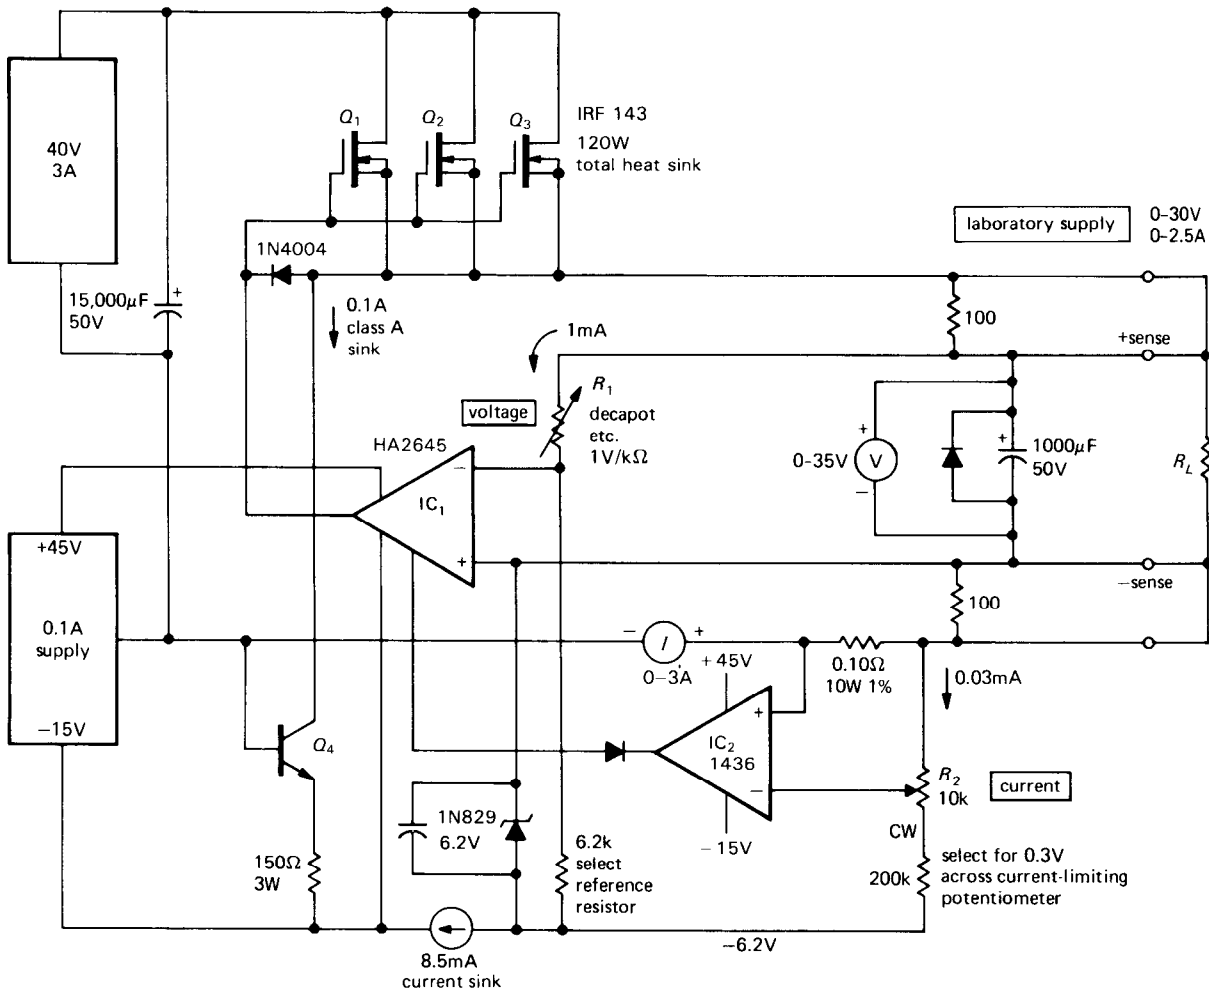 40V
3A
15,000µF
50V
+
Q1
Q2
Q3
IRF 143
120W
total heat sink
1N4004
0.1A
class A
sink
laboratory supply
0–30V
0–2.5A
100
+sense
1mA
R1
voltage
decapot
etc.
1V/kΩ
HA2645
IC1
−
+
0–35V
+
V
−
+
1000µF
50V
RL
−sense
100
+45V
0.1A
supply
−15V
−
I
+
0–3A
+45V
0.10Ω
10W 1%
0.03mA
Q4
IC2
1436
+
−
−15V
R2
10k
current
CW
1N829
6.2V
150Ω
3W
6.2k
select
reference
resistor
200k
select for 0.3V
across current-limiting
potentiometer
8.5mA
current sink
−6.2V